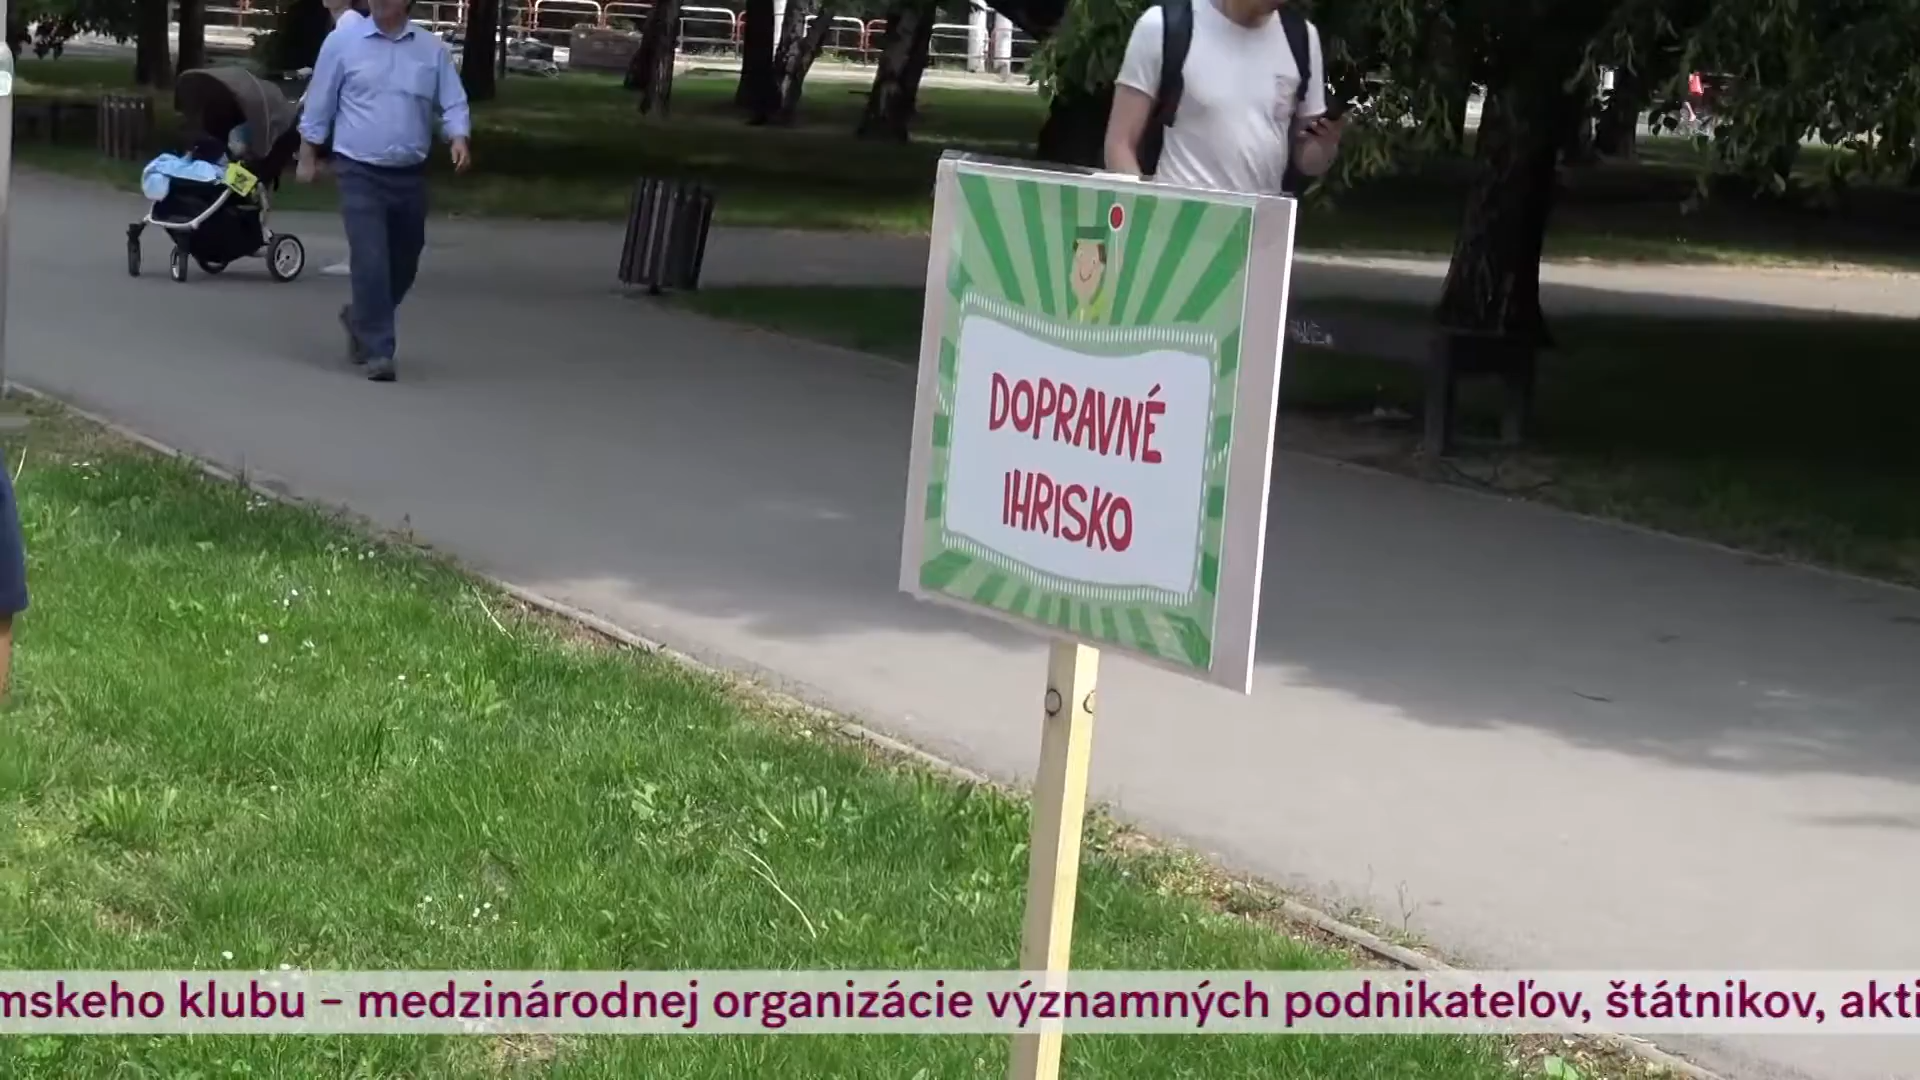 DOPRAVNÉ
IHRISKO
mskeho klubu – medzinárodnej organizácie významných podnikateľov, štátnikov, akti